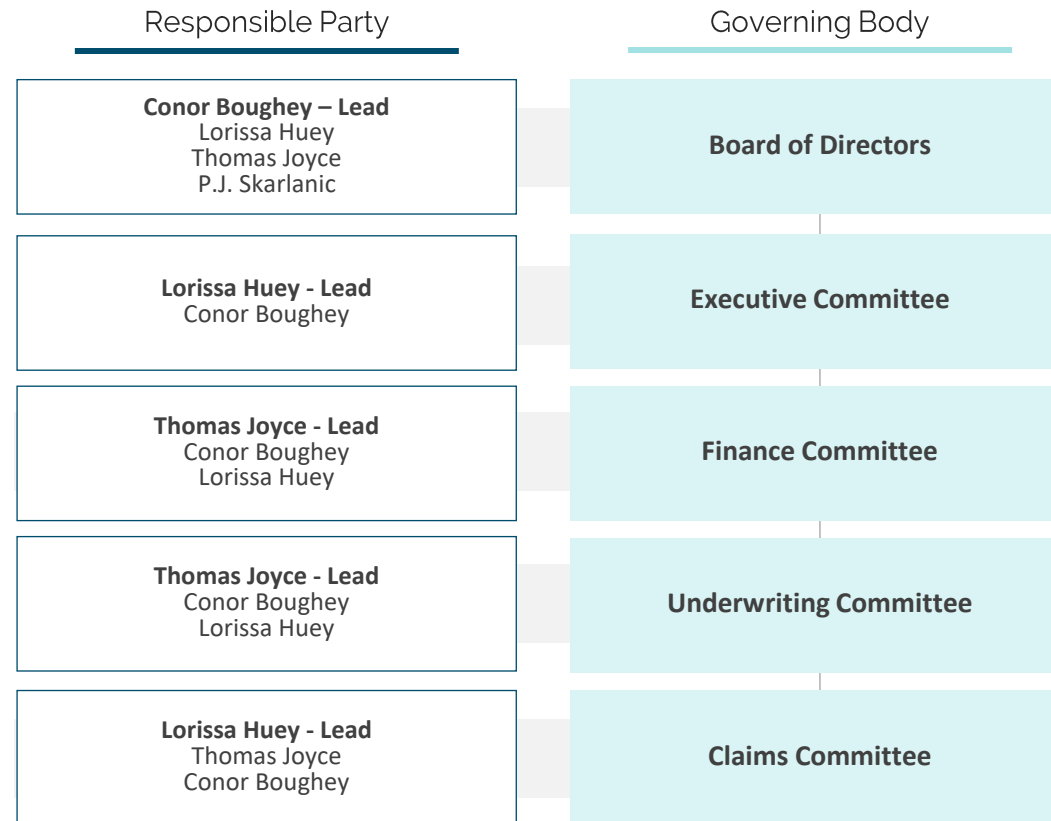 Responsible Party
Governing Body
Conor Boughey – Lead
Lorissa Huey
Thomas Joyce
P.J. Skarlanic
Board of Directors
Lorissa Huey - Lead
Conor Boughey
Executive Committee
Thomas Joyce - Lead
Conor Boughey
Lorissa Huey
Finance Committee
Thomas Joyce - Lead
Conor Boughey
Lorissa Huey
Underwriting Committee
Lorissa Huey - Lead
Thomas Joyce
Conor Boughey
Claims Committee